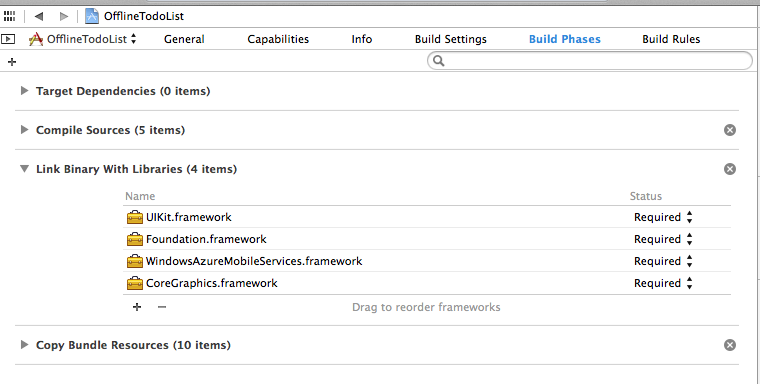 OfflineTodoList
OfflineTodoList General Capabilities Info Build Settings Build Phases Build Rules
Target Dependencies (0 items)
Compile Sources (5 items)
Link Binary With Libraries (4 items)
Name Status
UIKit.framework Required
Foundation.framework Required
WindowsAzureMobileServices.framework Required
CoreGraphics.framework Required
+ − Drag to reorder frameworks
Copy Bundle Resources (10 items)